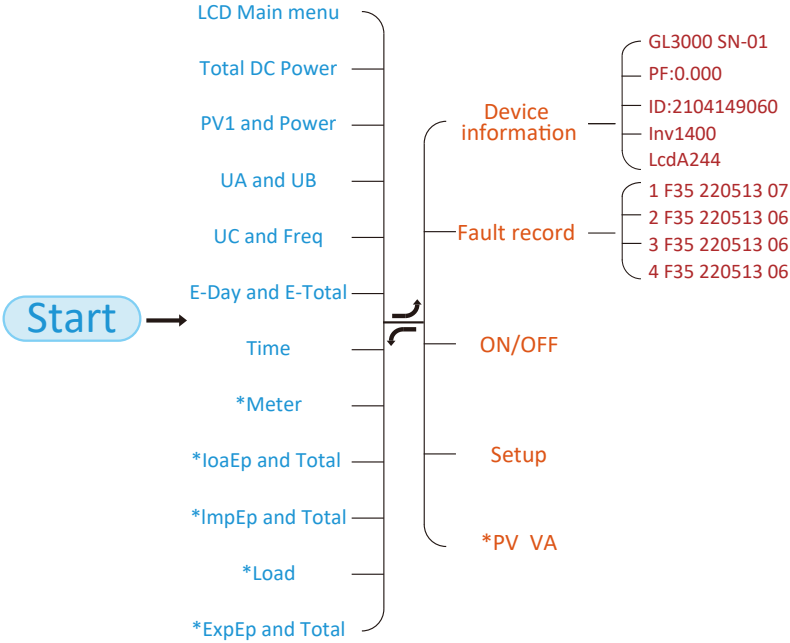 Start
LCD Main menu
Total DC Power
PV1 and Power
UA and UB
UC and Freq
E-Day and E-Total
Time
*Meter
*IoaEp and Total
*ImpEp and Total
*Load
*ExpEp and Total
Device
information
Fault record
ON/OFF
Setup
*PV VA
GL3000 SN-01
PF:0.000
ID:2104149060
Inv1400
LcdA244
1 F35 220513 07
2 F35 220513 06
3 F35 220513 06
4 F35 220513 06